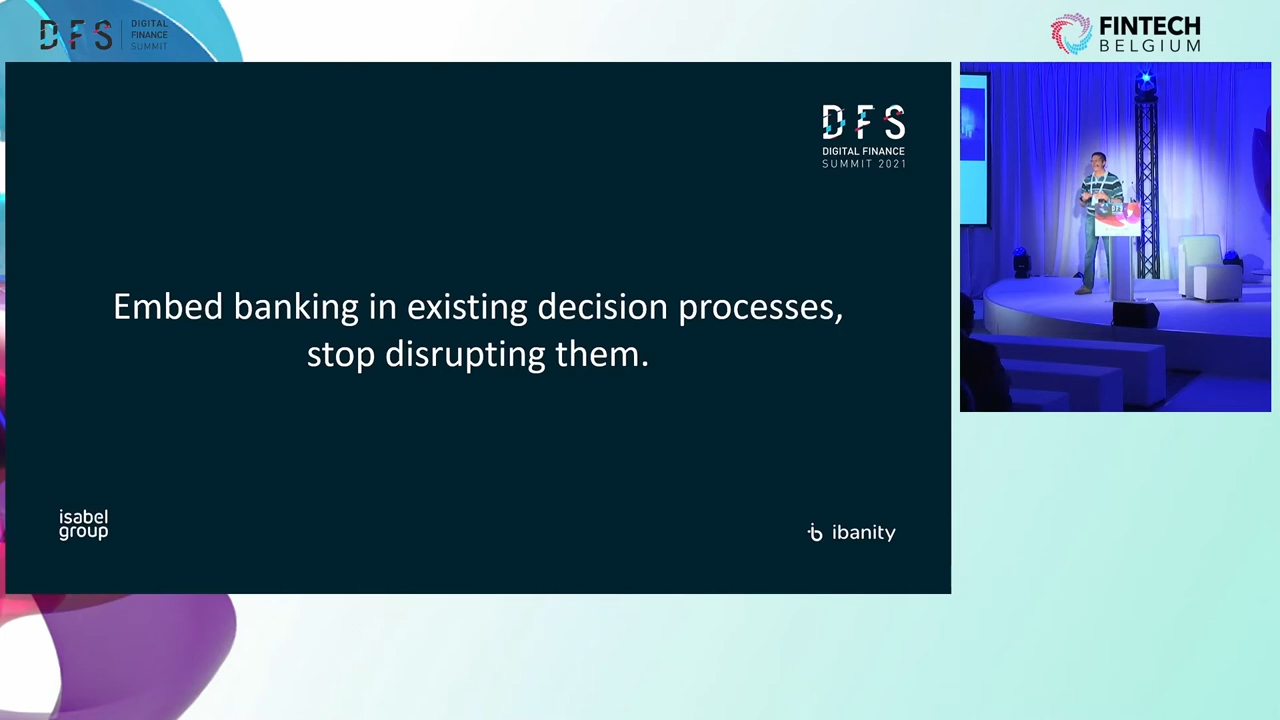 DFS
DIGITAL
FINANCE
SUMMIT
FINTECH
BELGIUM
DFS
DIGITAL FINANCE
SUMMIT 2021
Embed banking in existing decision processes,
stop disrupting them.
isabel
group
ibanity